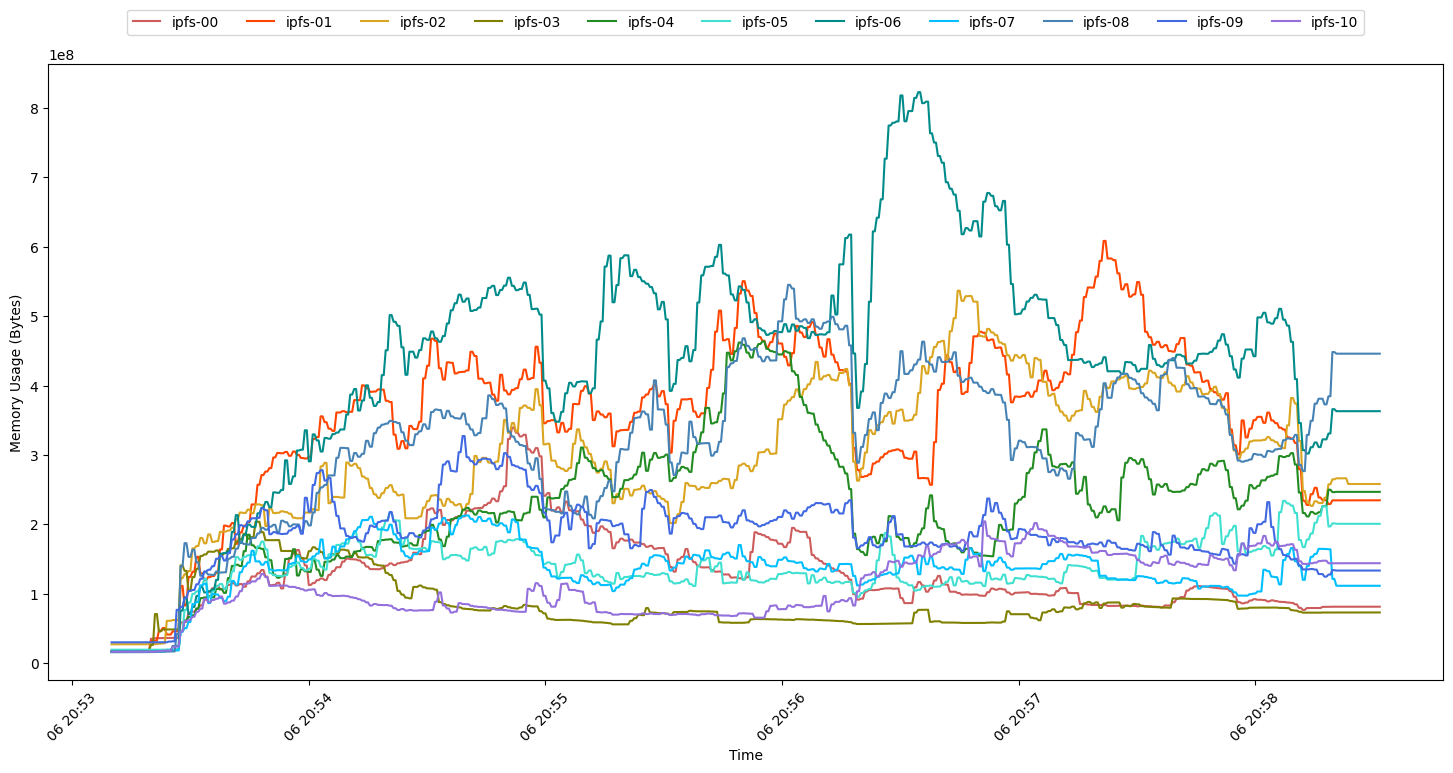 ipfs-00 ipfs-01 ipfs-02 ipfs-03 ipfs-04 ipfs-05 ipfs-06 ipfs-07 ipfs-08 ipfs-09 ipfs-10
1e8
8
7
6
5
4
3
2
1
0
Memory Usage (Bytes)
06 20:53 06 20:54 06 20:55 06 20:56 06 20:57 06 20:58
Time